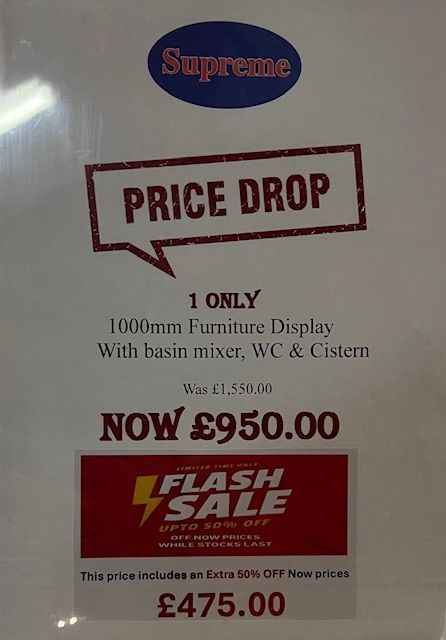 Supreme
PRICE DROP
1 ONLY
1000mm Furniture Display
With basin mixer, WC & Cistern
Was £1,550.00
NOW £950.00
LIMITED TIME ONLY
FLASH
SALE
UPTO 50% OFF
OFF NOW PRICES
WHILE STOCKS LAST
This price includes an Extra 50% OFF Now prices
£475.00